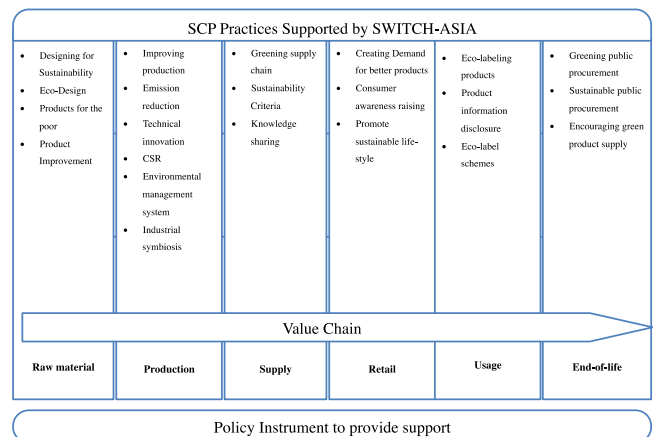 SCP Practices Supported by SWITCH-ASIA
• Designing for
Sustainability
• Eco-Design
• Products for the
poor
• Product
Improvement
• Improving
production
• Emission
reduction
• Technical
innovation
• CSR
• Environmental
management
system
• Industrial
symbiosis
• Greening supply
chain
• Sustainability
Criteria
• Knowledge
sharing
• Creating Demand
for better products
• Consumer
awareness raising
• Promote
sustainable life-
style
• Eco-labeling
products
• Product
information
disclosure
• Eco-label
schemes
• Greening public
procurement
• Sustainable public
procurement
• Encouraging green
product supply
Value Chain
Raw material
Production
Supply
Retail
Usage
End-of-life
Policy Instrument to provide support